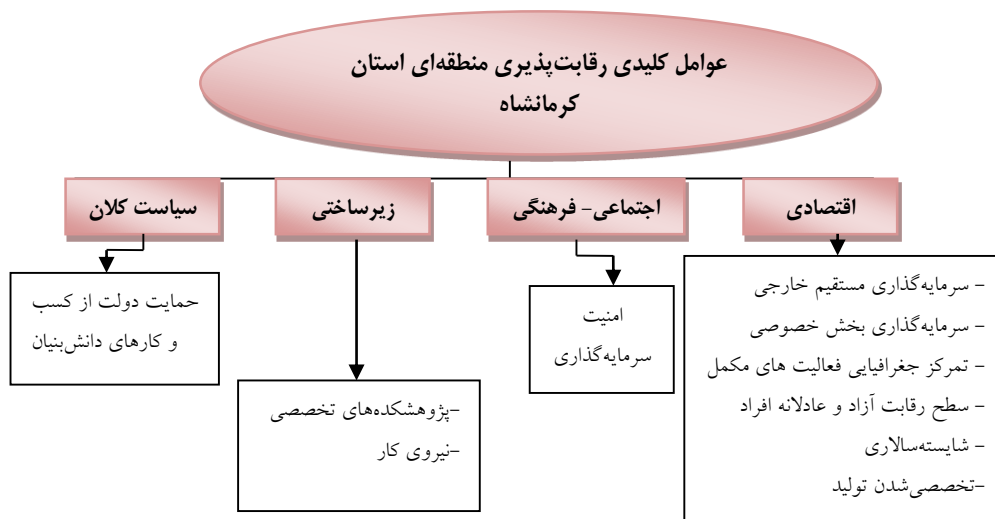 عوامل کلیدی رقابت‌پذیری منطقه‌ای استان
کرمانشاه
اقتصادی
اجتماعی- فرهنگی
زیرساختی
سیاست کلان
- سرمایه‌گذاری مستقیم خارجی
- سرمایه‌گذاری بخش خصوصی
- تمرکز جغرافیایی فعالیت های مکمل
- سطح رقابت آزاد و عادلانه افراد
- شایسته‌سالاری
-تخصصی‌شدن تولید
امنیت
سرمایه‌گذاری
-پژوهشکده‌های تخصصی
-نیروی کار
حمایت دولت از کسب
و کارهای دانش‌بنیان